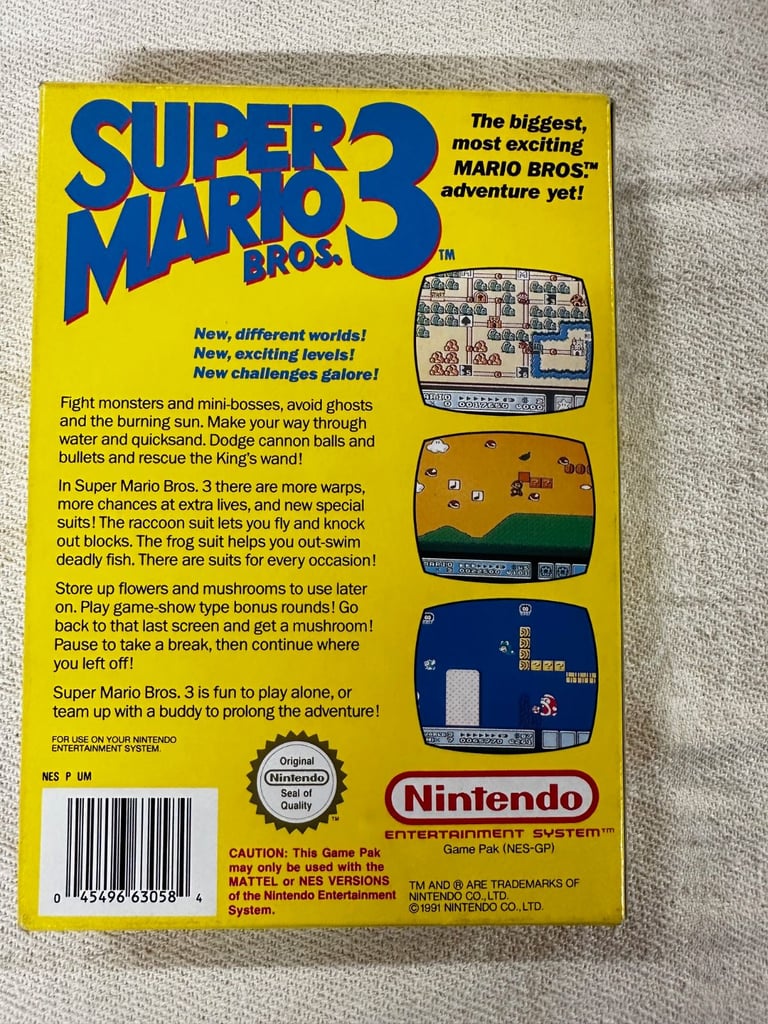 SUPER
MARIO
BROS. 3 ™
The biggest,
most exciting
MARIO BROS.™
adventure yet!
New, different worlds!
New, exciting levels!
New challenges galore!
Fight monsters and mini-bosses, avoid ghosts
and the burning sun. Make your way through
water and quicksand. Dodge cannon balls and
bullets and rescue the King's wand!
In Super Mario Bros. 3 there are more warps,
more chances at extra lives, and new special
suits! The raccoon suit lets you fly and knock
out blocks. The frog suit helps you out-swim
deadly fish. There are suits for every occasion!
Store up flowers and mushrooms to use later
on. Play game-show type bonus rounds! Go
back to that last screen and get a mushroom!
Pause to take a break, then continue where
you left off!
Super Mario Bros. 3 is fun to play alone, or
team up with a buddy to prolong the adventure!
FOR USE ON YOUR NINTENDO
ENTERTAINMENT SYSTEM.
NES P UM
0 45496 63058 4
Original
Nintendo
Seal of
Quality
™
CAUTION: This Game Pak
may only be used with the
MATTEL or NES VERSIONS
of the Nintendo Entertainment
System.
Nintendo®
ENTERTAINMENT SYSTEM™
Game Pak (NES-GP)
TM AND ® ARE TRADEMARKS OF
NINTENDO CO., LTD.
©1991 NINTENDO CO., LTD.